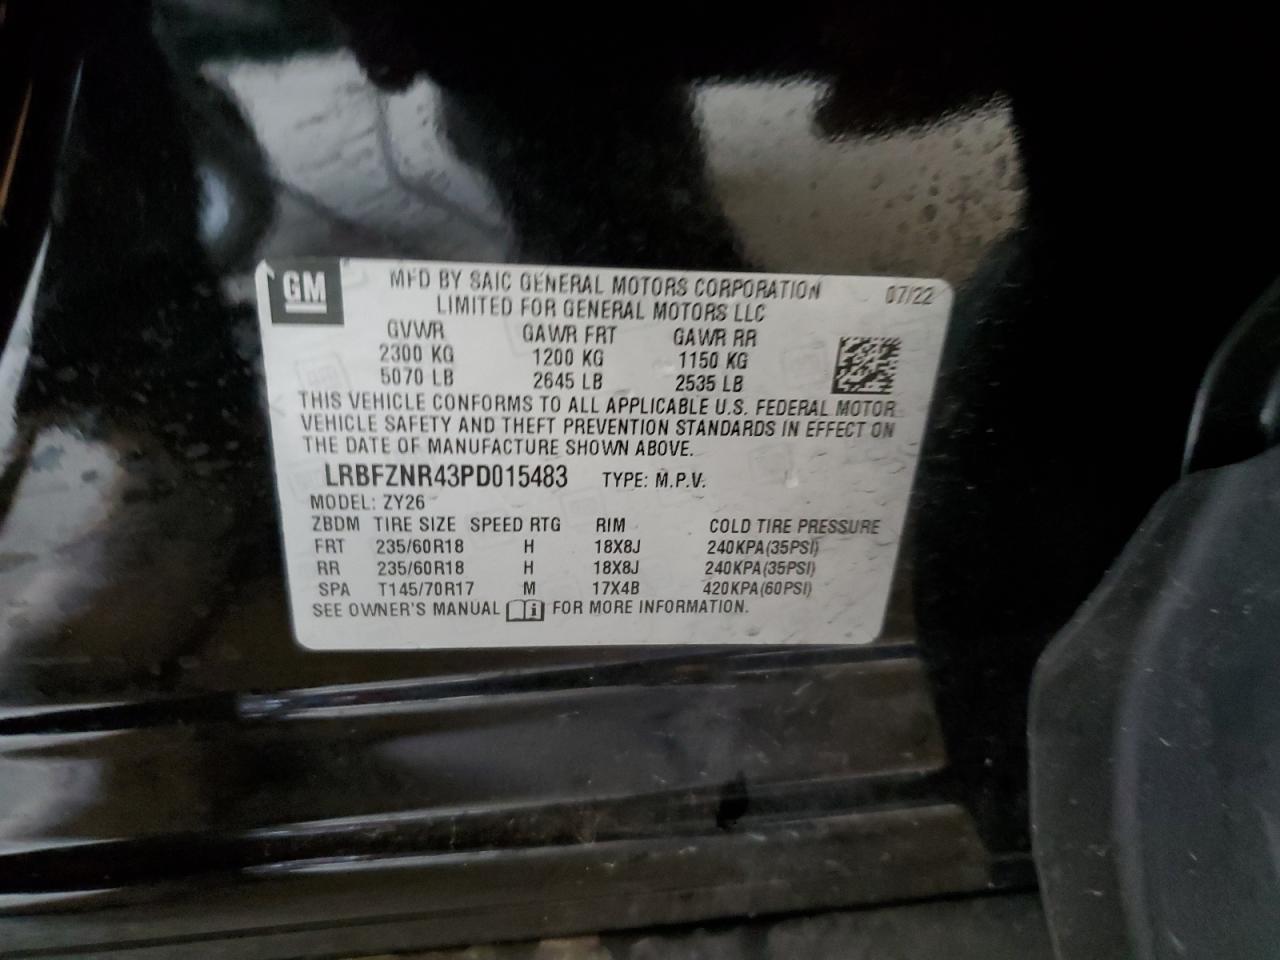 GM
MFD BY SAIC GENERAL MOTORS CORPORATION 07/22
LIMITED FOR GENERAL MOTORS LLC
GVWR GAWR FRT GAWR RR
2300 KG 1200 KG 1150 KG
5070 LB 2645 LB 2535 LB
THIS VEHICLE CONFORMS TO ALL APPLICABLE U.S. FEDERAL MOTOR
VEHICLE SAFETY AND THEFT PREVENTION STANDARDS IN EFFECT ON
THE DATE OF MANUFACTURE SHOWN ABOVE.
LRBFZNR43PD015483 TYPE: M.P.V.
MODEL: ZY26
ZBDM TIRE SIZE SPEED RTG RIM COLD TIRE PRESSURE
FRT 235/60R18 H 18X8J 240KPA(35PSI)
RR 235/60R18 H 18X8J 240KPA(35PSI)
SPA T145/70R17 M 17X4B 420KPA(60PSI)
SEE OWNER'S MANUAL FOR MORE INFORMATION.